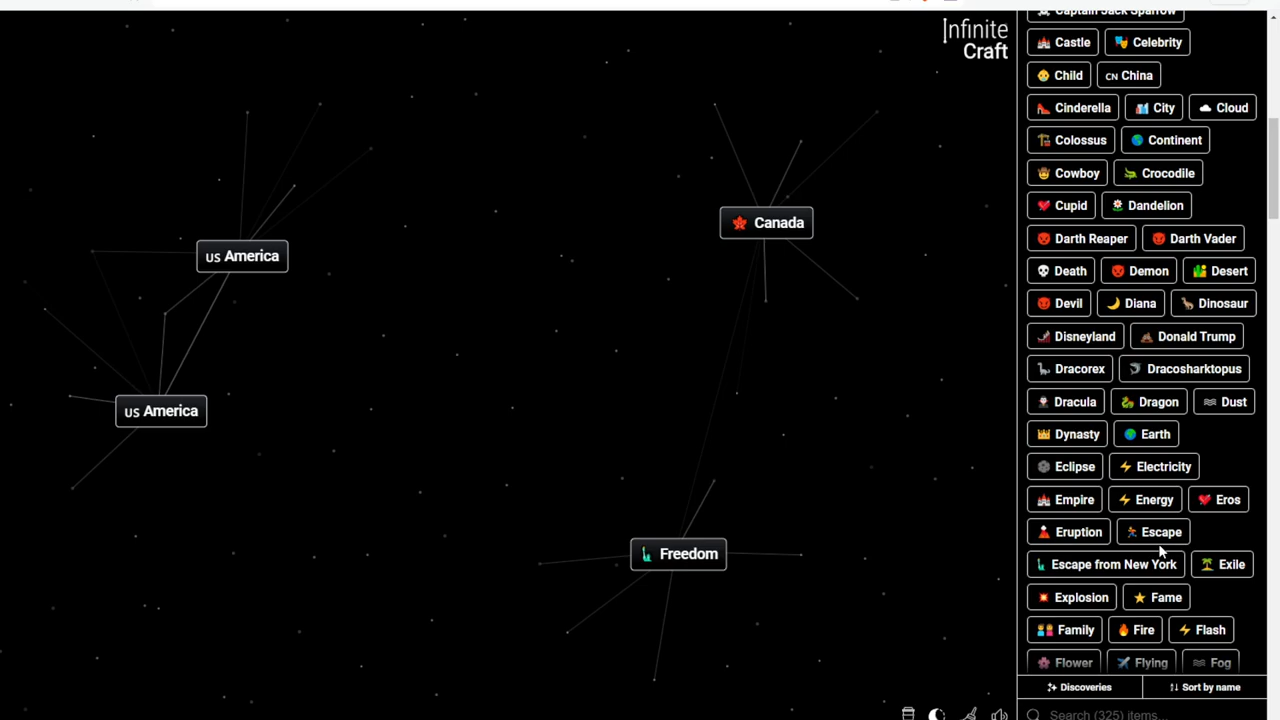 Infinite
Craft
US America
US America
Canada
Freedom
Captain Jack Sparrow
Castle Celebrity
Child CN China
Cinderella City Cloud
Colossus Continent
Cowboy Crocodile
Cupid Dandelion
Darth Reaper Darth Vader
Death Demon Desert
Devil Diana Dinosaur
Disneyland Donald Trump
Dracorex Dracosharktopus
Dracula Dragon Dust
Dynasty Earth
Eclipse Electricity
Empire Energy Eros
Eruption Escape
Escape from New York Exile
Explosion Fame
Family Fire Flash
Flower Flying Fog
Discoveries Sort by name
Search (325) items...